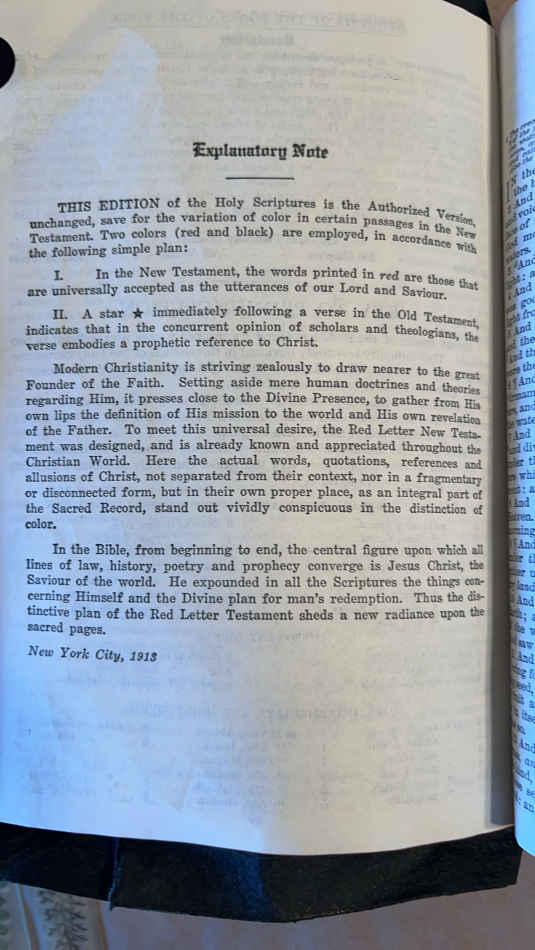 Explanatory Note
THIS EDITION of the Holy Scriptures is the Authorized Version,
unchanged, save for the variation of color in certain passages in the New
Testament. Two colors (red and black) are employed, in accordance with
the following simple plan:
I. In the New Testament, the words printed in red are those that
are universally accepted as the utterances of our Lord and Saviour.
II. A star ★ immediately following a verse in the Old Testament,
indicates that in the concurrent opinion of scholars and theologians, the
verse embodies a prophetic reference to Christ.
Modern Christianity is striving zealously to draw nearer to the great
Founder of the Faith. Setting aside mere human doctrines and theories
regarding Him, it presses close to the Divine Presence, to gather from His
own lips the definition of His mission to the world and His own revelation
of the Father. To meet this universal desire, the Red Letter New Testa-
ment was designed, and is already known and appreciated throughout the
Christian World. Here the actual words, quotations, references and
allusions of Christ, not separated from their context, nor in a fragmentary
or disconnected form, but in their own proper place, as an integral part of
the Sacred Record, stand out vividly conspicuous in the distinction of
color.
In the Bible, from beginning to end, the central figure upon which all
lines of law, history, poetry and prophecy converge is Jesus Christ, the
Saviour of the world. He expounded in all the Scriptures the things con-
cerning Himself and the Divine plan for man's redemption. Thus the dis-
tinctive plan of the Red Letter Testament sheds a new radiance upon the
sacred pages.
New York City, 1913